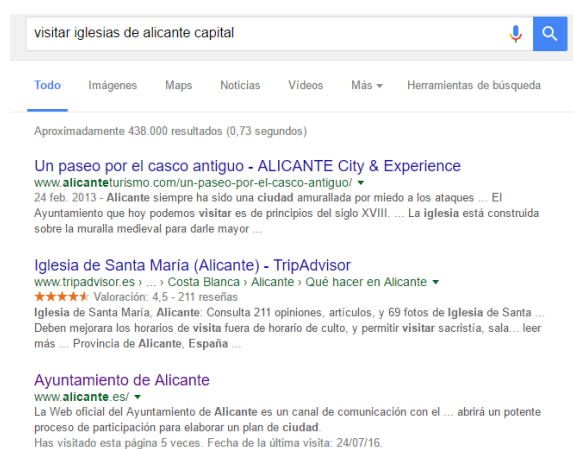 visitar iglesias de alicante capital
Todo Imágenes Maps Noticias Vídeos Más Herramientas de búsqueda
Aproximadamente 438.000 resultados (0,73 segundos)
Un paseo por el casco antiguo - ALICANTE City & Experience
www.alicanteturismo.com/un-paseo-por-el-casco-antiguo/
24 feb. 2013 - Alicante siempre ha sido una ciudad amurallada por miedo a los ataques ... El
Ayuntamiento que hoy podemos visitar es de principios del siglo XVIII. ... La iglesia está construida
sobre la muralla medieval para darle mayor ...
Iglesia de Santa María (Alicante) - TripAdvisor
www.tripadvisor.es › ... › Costa Blanca › Alicante › Qué hacer en Alicante
Valoración: 4,5 - 211 reseñas
Iglesia de Santa María, Alicante: Consulta 211 opiniones, artículos, y 69 fotos de Iglesia de Santa ...
Deben mejorara los horarios de visita fuera de horario de culto, y permitir visitar sacristía, sala... leer
más ... Provincia de Alicante, España ...
Ayuntamiento de Alicante
www.alicante.es/
La Web oficial del Ayuntamiento de Alicante es un canal de comunicación con el ... abrirá un potente
proceso de participación para elaborar un plan de ciudad.
Has visitado esta página 5 veces. Fecha de la última visita: 24/07/16.